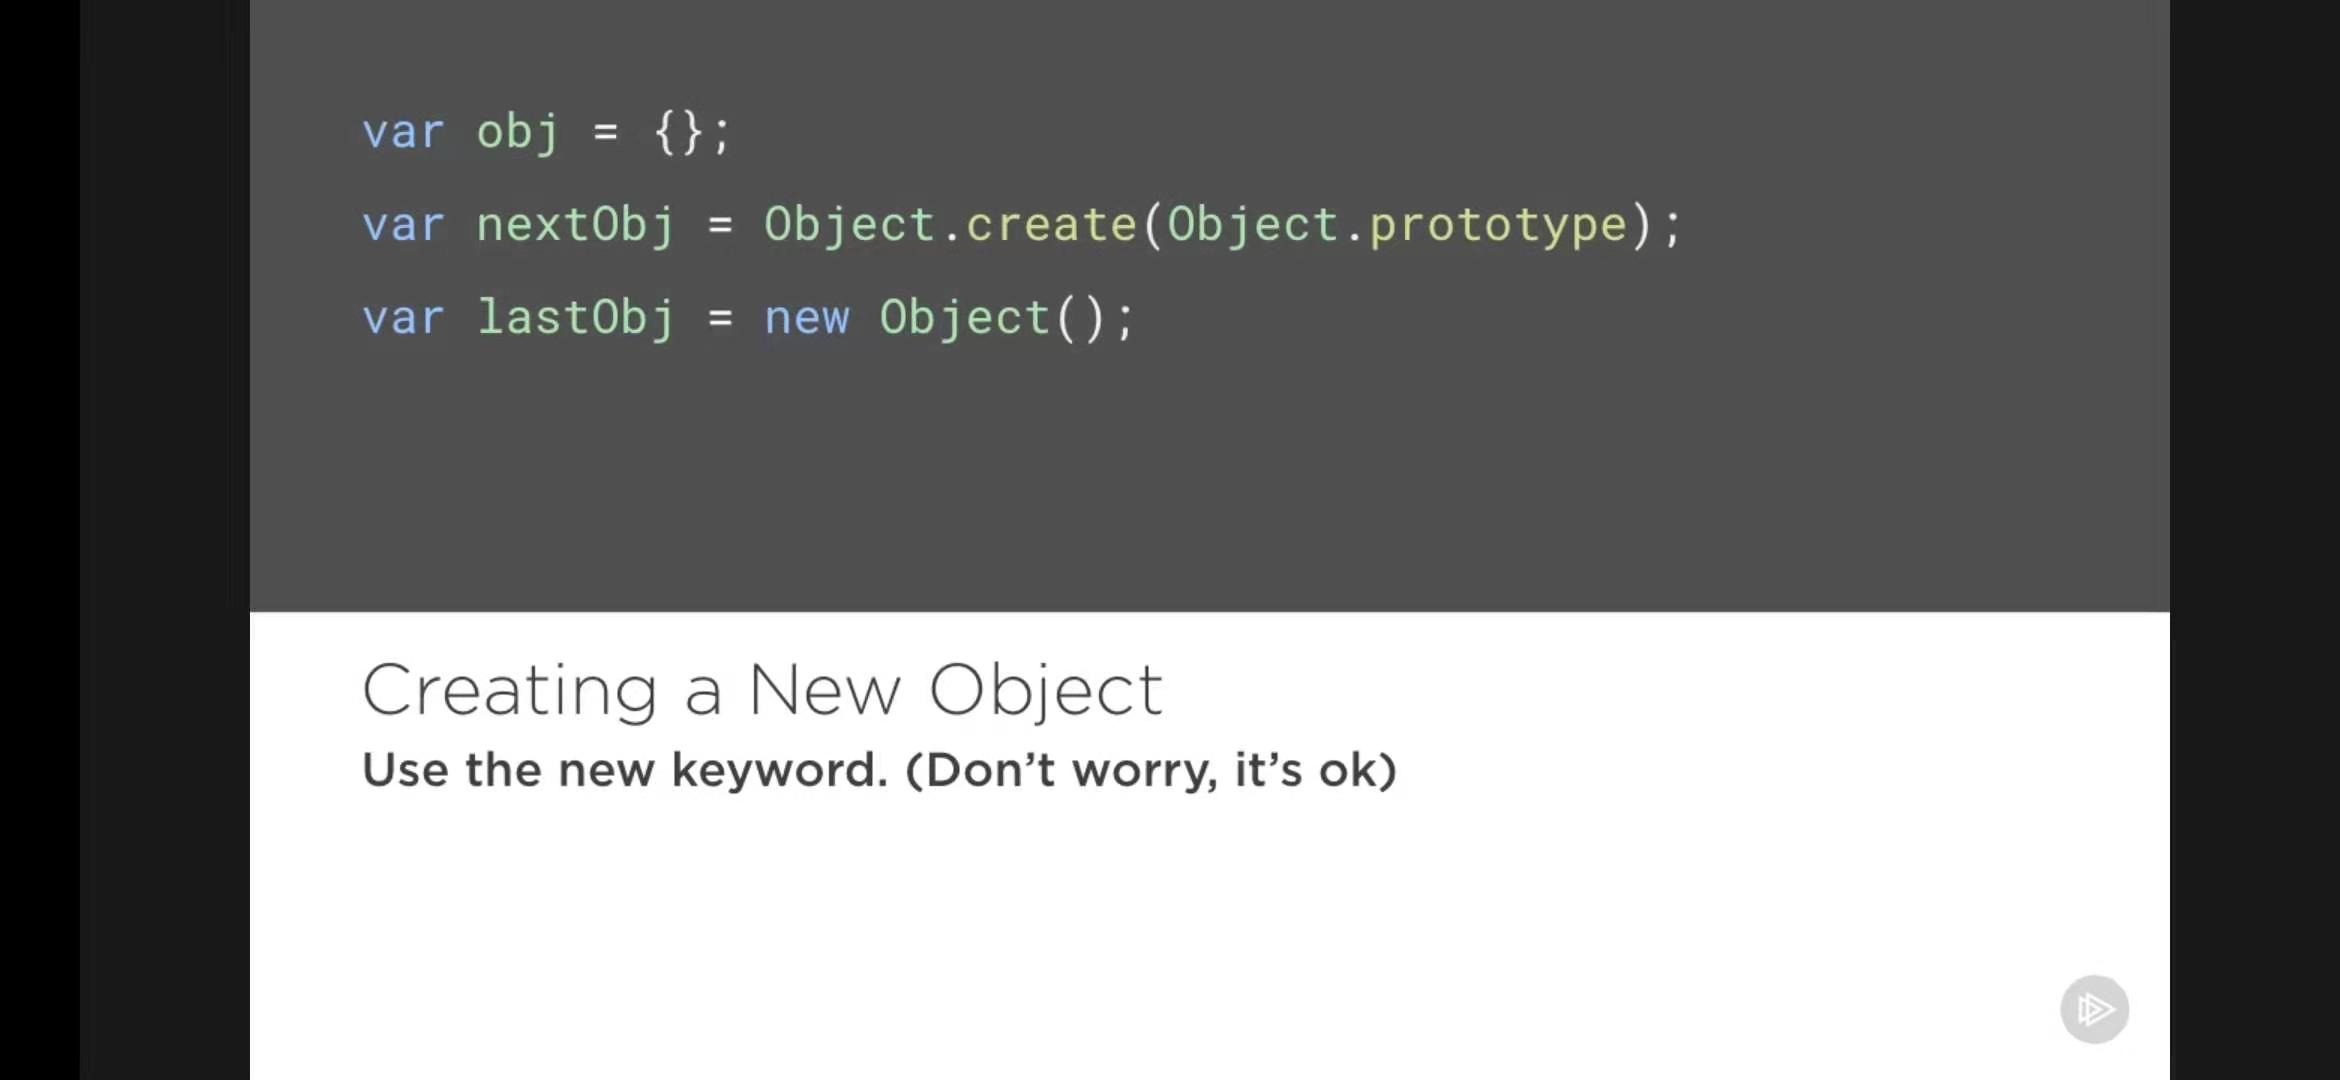 var obj = {};
var nextObj = Object.create(Object.prototype);
var lastObj = new Object();
Creating a New Object
Use the new keyword. (Don’t worry, it’s ok)